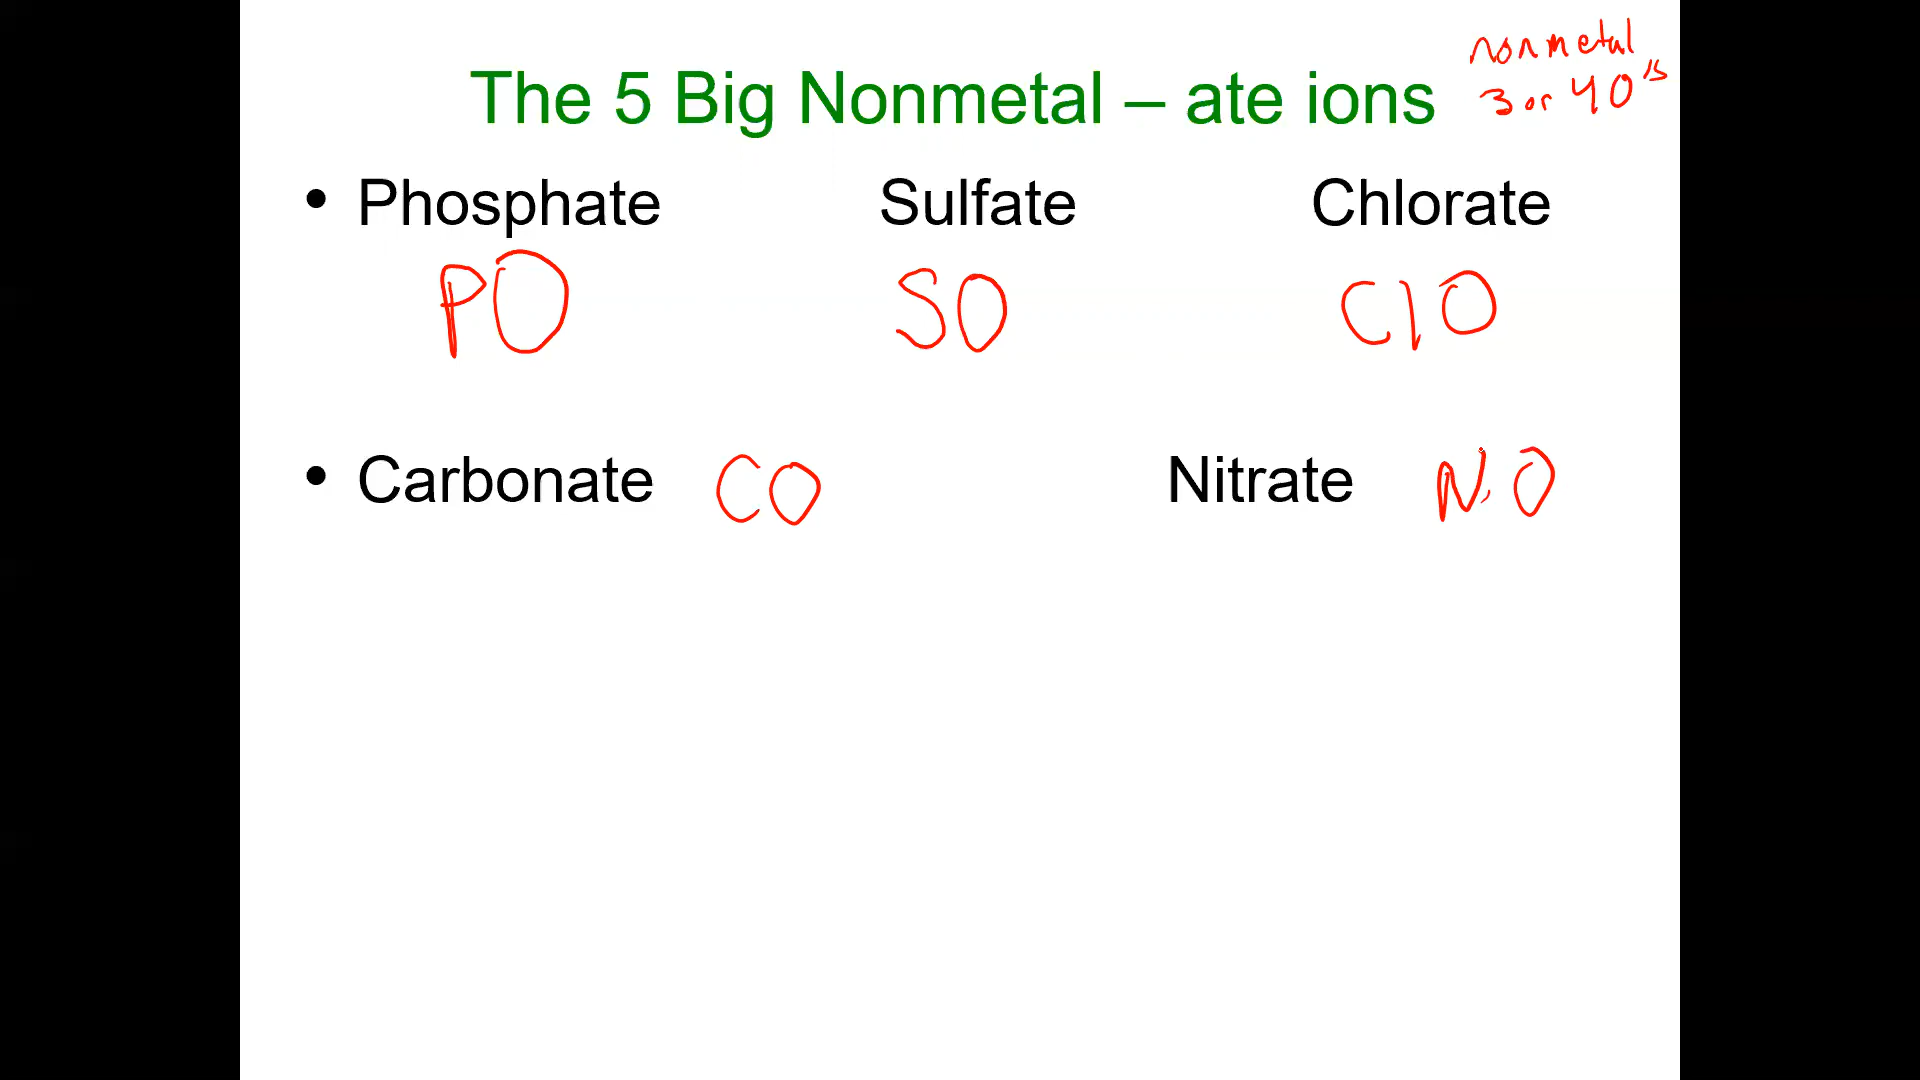 nonmetal
The 5 Big Nonmetal – ate ions 3 or 4 O's
• Phosphate Sulfate Chlorate
PO SO ClO
• Carbonate CO Nitrate NO